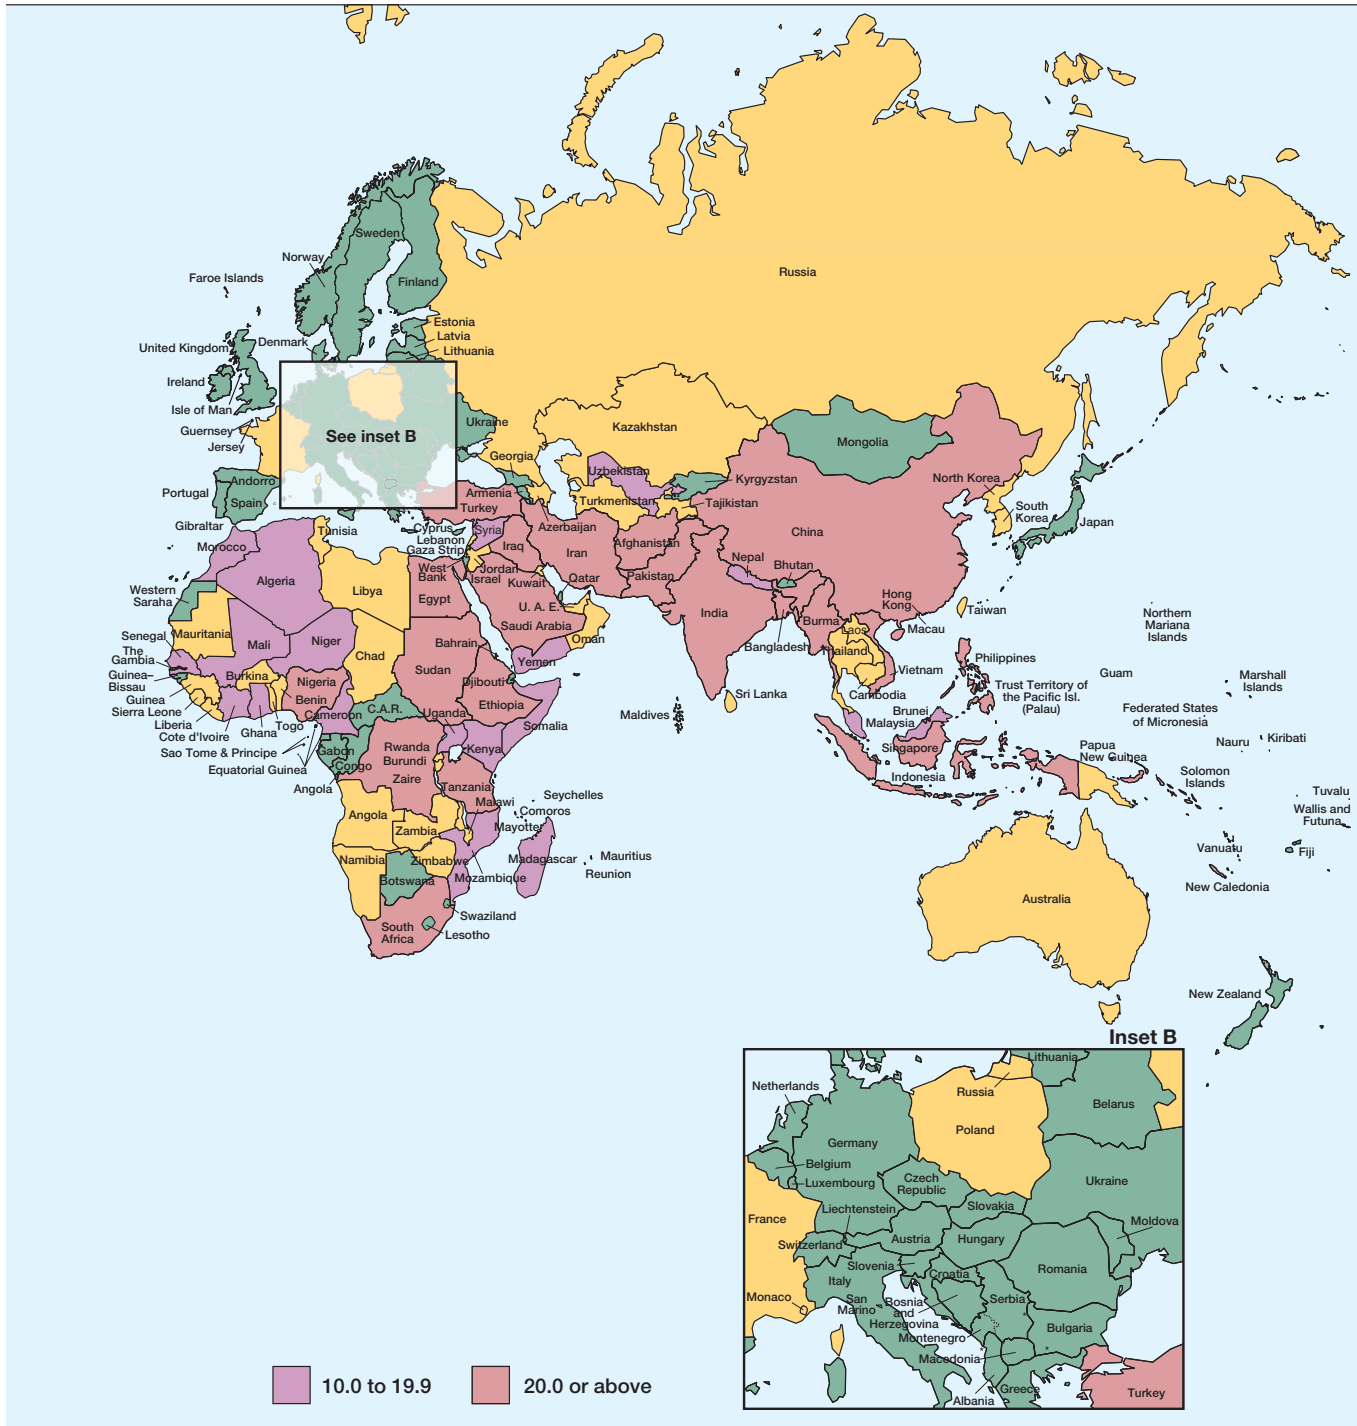 Russia
Sweden
Norway
Finland
Faroe Islands
Estonia
Latvia
Lithuania
Denmark
United Kingdom
Ireland
Isle of Man
Guernsey
Jersey
See inset B
Ukraine
Georgia
Kazakhstan
Mongolia
Uzbekistan
Kyrgyzstan
North Korea
Andorro
Portugal
Spain
Armenia
Turkey
Turkmenistan
Tajikistan
South
Korea
Japan
Gibraltar
Tunisia
Cyprus
Lebanon
Gaza Strip
Syria
Azerbaijan
Afghanistan
China
Morocco
Iraq
Iran
Nepal
Bhutan
Algeria
Libya
West
Bank
Jordan
Israel
Kuwait
Qatar
Pakistan
Western
Saraha
Egypt
U. A. E.
India
Hong
Kong
Taiwan
Northern
Mariana
Islands
Mauritania
Saudi Arabia
Oman
Burma
Laos
Macau
Senegal
The
Gambia
Mali
Niger
Chad
Bahrain
Yemen
Bangladesh
Thailand
Philippines
Guinea–
Bissau
Burkina
Nigeria
Sudan
Djibouti
Vietnam
Cambodia
Guam
Marshall
Islands
Guinea
Sierra Leone
Liberia
Cote d'Ivoire
Ghana
Togo
Benin
Cameroon
C.A.R.
Uganda
Ethiopia
Somalia
Maldives
Sri Lanka
Brunei
Malaysia
Trust Territory of
the Pacific Isl.
(Palau)
Federated States
of Micronesia
Sao Tome & Principe
Equatorial Guinea
Gabon
Congo
Rwanda
Burundi
Zaire
Kenya
Singapore
Indonesia
Papua
New Guinea
Nauru
Kiribati
Angola
Tanzania
Malawi
Seychelles
Comoros
Solomon
Islands
Tuvalu
Wallis and
Futuna
Angola
Zambia
Mayotte
Namibia
Zimbabwe
Madagascar
Mauritius
Reunion
Vanuatu
Fiji
New Caledonia
Botswana
Mozambique
Swaziland
South
Africa
Lesotho
Australia
New Zealand
Inset B
Lithuania
Netherlands
Russia
Belarus
Poland
Germany
Belgium
Luxembourg
Czech
Republic
Ukraine
Liechtenstein
Slovakia
France
Switzerland
Austria
Hungary
Moldova
Slovenia
Croatia
Romania
Italy
Monaco
San
Marino
Bosnia
and
Herzegovina
Serbia
Montenegro
Bulgaria
Macedonia
Albania
Greece
Turkey
10.0 to 19.9
20.0 or above